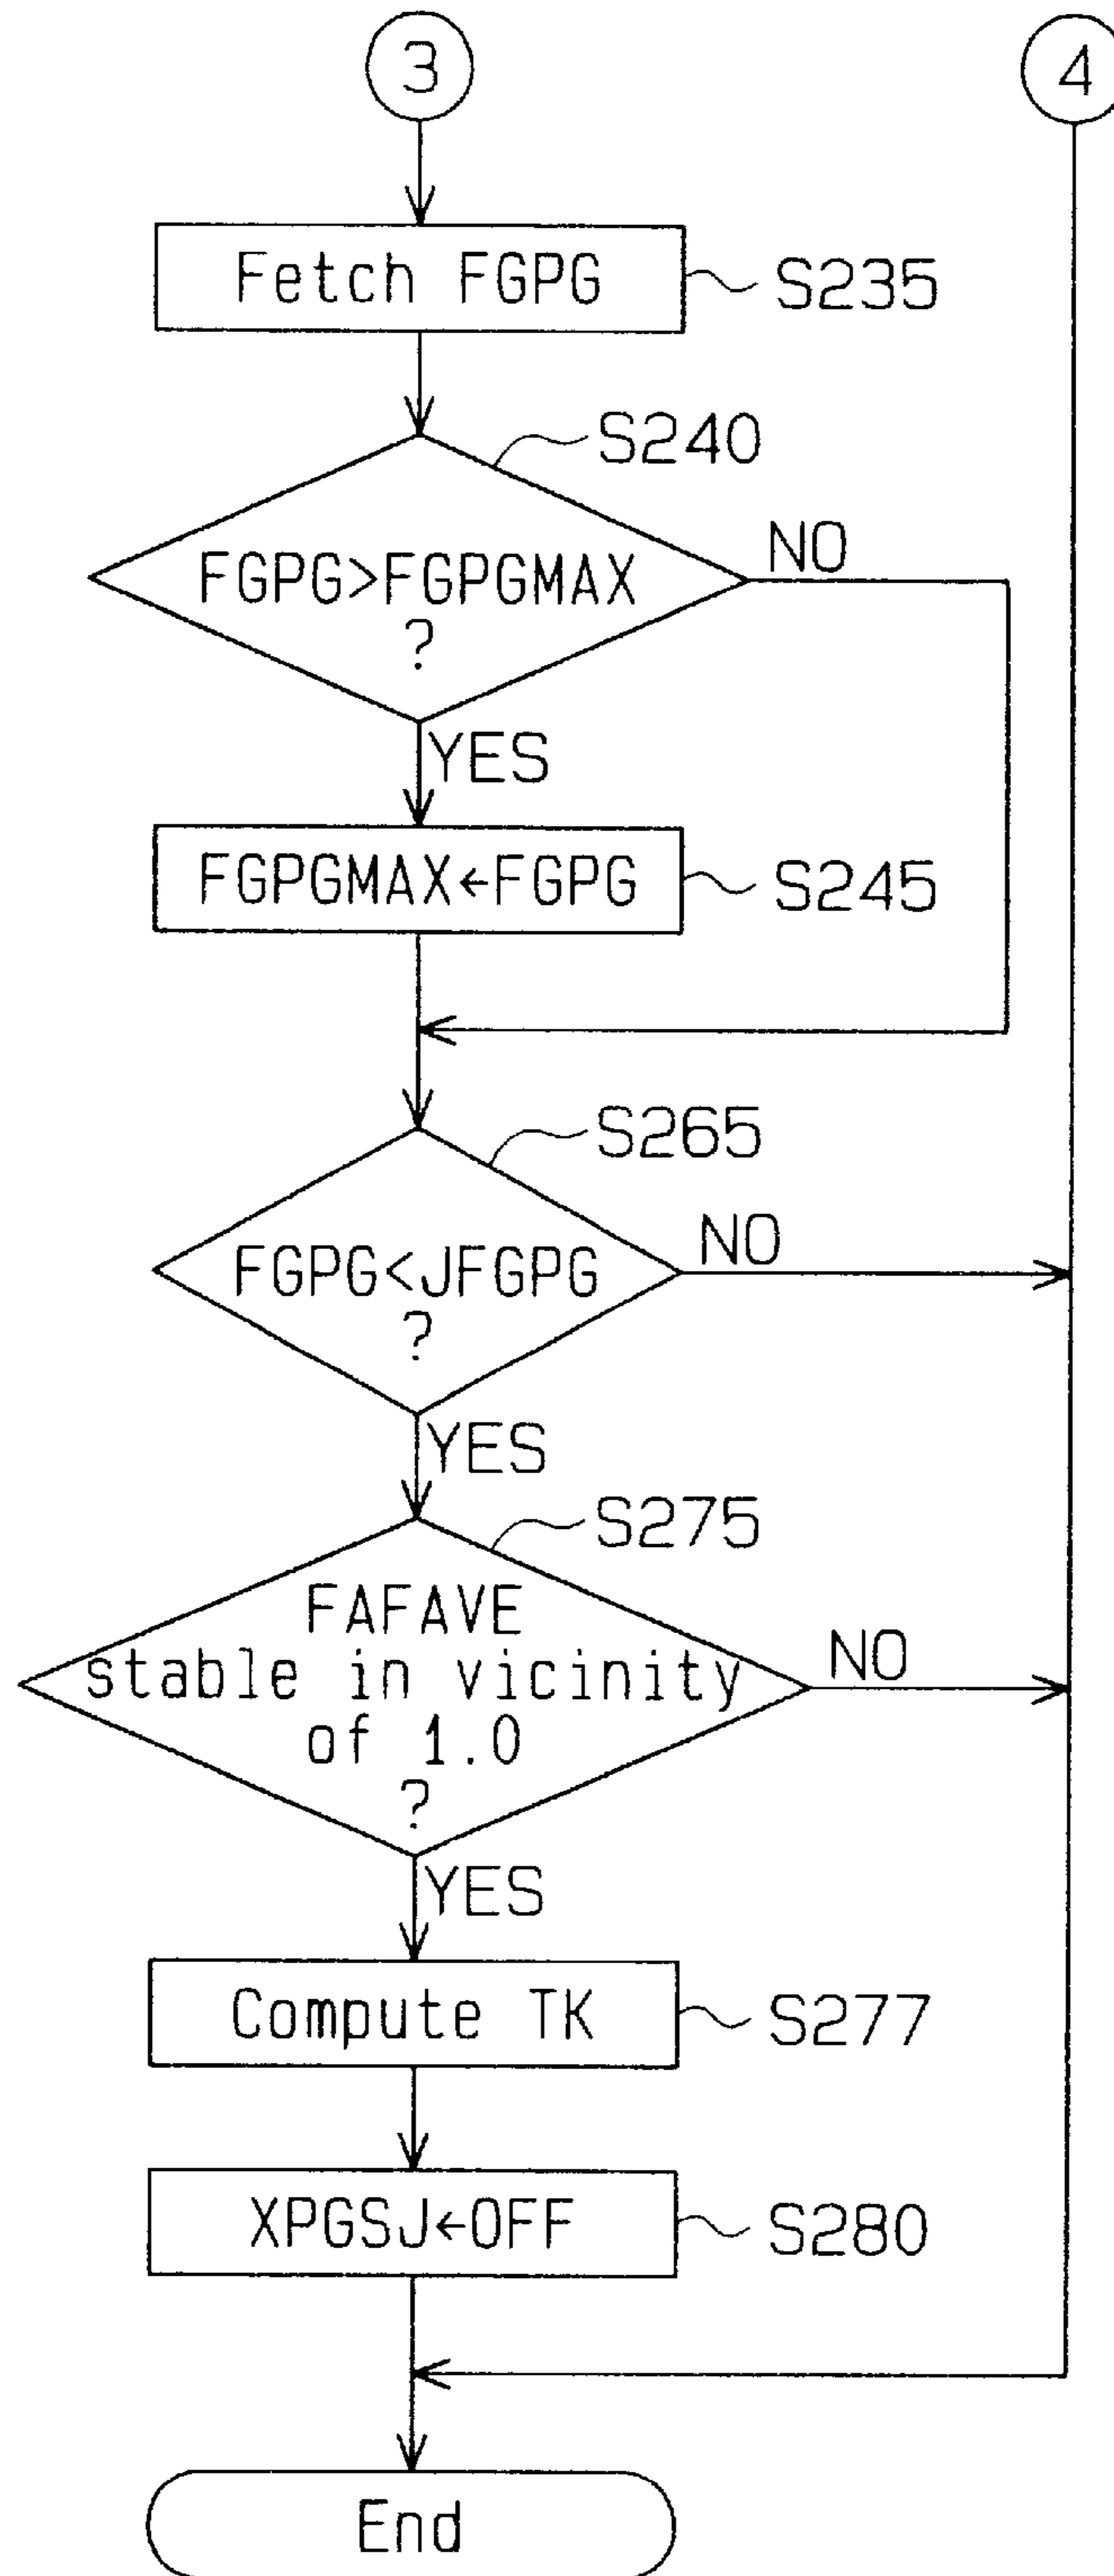 3
4
Fetch FGPG
S235
S240
FGPG>FGPGMAX
?
NO
YES
FGPGMAX←FGPG
S245
S265
FGPG<JFGPG
?
NO
YES
S275
FAFAVE
stable in vicinity
of 1.0
?
NO
YES
Compute TK
S277
XPGSJ←OFF
S280
End